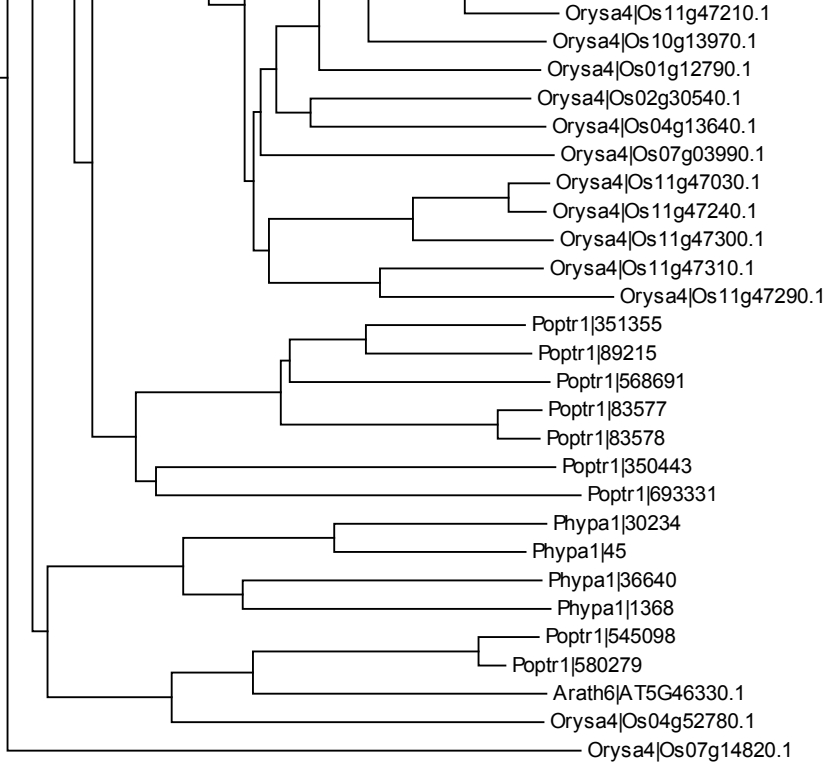 Orysa4|Os11g47210.1
Orysa4|Os10g13970.1
Orysa4|Os01g12790.1
Orysa4|Os02g30540.1
Orysa4|Os04g13640.1
Orysa4|Os07g03990.1
Orysa4|Os11g47030.1
Orysa4|Os11g47240.1
Orysa4|Os11g47300.1
Orysa4|Os11g47310.1
Orysa4|Os11g47290.1
Poptr1|351355
Poptr1|89215
Poptr1|568691
Poptr1|83577
Poptr1|83578
Poptr1|350443
Poptr1|693331
Phypa1|30234
Phypa1|45
Phypa1|36640
Phypa1|1368
Poptr1|545098
Poptr1|580279
Arath6|AT5G46330.1
Orysa4|Os04g52780.1
Orysa4|Os07g14820.1